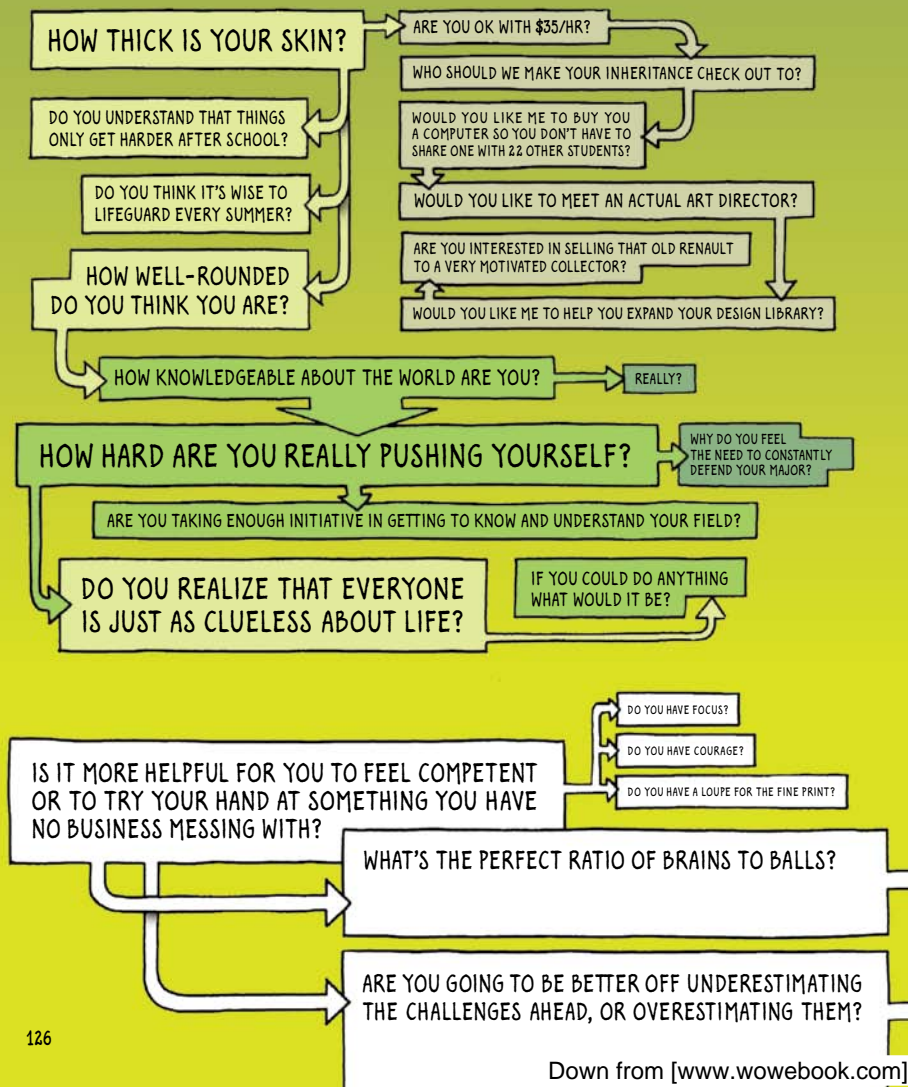 HOW THICK IS YOUR SKIN?
ARE YOU OK WITH $35/HR?
WHO SHOULD WE MAKE YOUR INHERITANCE CHECK OUT TO?
DO YOU UNDERSTAND THAT THINGS
ONLY GET HARDER AFTER SCHOOL?
WOULD YOU LIKE ME TO BUY YOU
A COMPUTER SO YOU DON'T HAVE TO
SHARE ONE WITH 22 OTHER STUDENTS?
DO YOU THINK IT'S WISE TO
LIFEGUARD EVERY SUMMER?
WOULD YOU LIKE TO MEET AN ACTUAL ART DIRECTOR?
ARE YOU INTERESTED IN SELLING THAT OLD RENAULT
TO A VERY MOTIVATED COLLECTOR?
HOW WELL-ROUNDED
DO YOU THINK YOU ARE?
WOULD YOU LIKE ME TO HELP YOU EXPAND YOUR DESIGN LIBRARY?
HOW KNOWLEDGEABLE ABOUT THE WORLD ARE YOU?
REALLY?
HOW HARD ARE YOU REALLY PUSHING YOURSELF?
WHY DO YOU FEEL
THE NEED TO CONSTANTLY
DEFEND YOUR MAJOR?
ARE YOU TAKING ENOUGH INITIATIVE IN GETTING TO KNOW AND UNDERSTAND YOUR FIELD?
DO YOU REALIZE THAT EVERYONE
IS JUST AS CLUELESS ABOUT LIFE?
IF YOU COULD DO ANYTHING
WHAT WOULD IT BE?
DO YOU HAVE FOCUS?
DO YOU HAVE COURAGE?
DO YOU HAVE A LOUPE FOR THE FINE PRINT?
IS IT MORE HELPFUL FOR YOU TO FEEL COMPETENT
OR TO TRY YOUR HAND AT SOMETHING YOU HAVE
NO BUSINESS MESSING WITH?
WHAT'S THE PERFECT RATIO OF BRAINS TO BALLS?
ARE YOU GOING TO BE BETTER OFF UNDERESTIMATING
THE CHALLENGES AHEAD, OR OVERESTIMATING THEM?
126
Down from [www.wowebook.com]